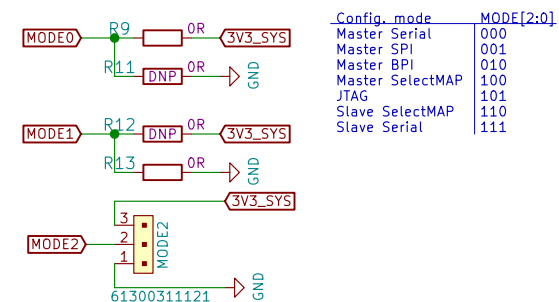 R9 0R
MODE0 3V3_SYS
R11 0R
DNP GND
R12 0R
MODE1 DNP 3V3_SYS
R13 0R
GND
3V3_SYS
3
MODE2 2 MODE2
1
GND
61300311121
Config. mode MODE[2:0]
Master Serial 000
Master SPI 001
Master BPI 010
Master SelectMAP 100
JTAG 101
Slave SelectMAP 110
Slave Serial 111